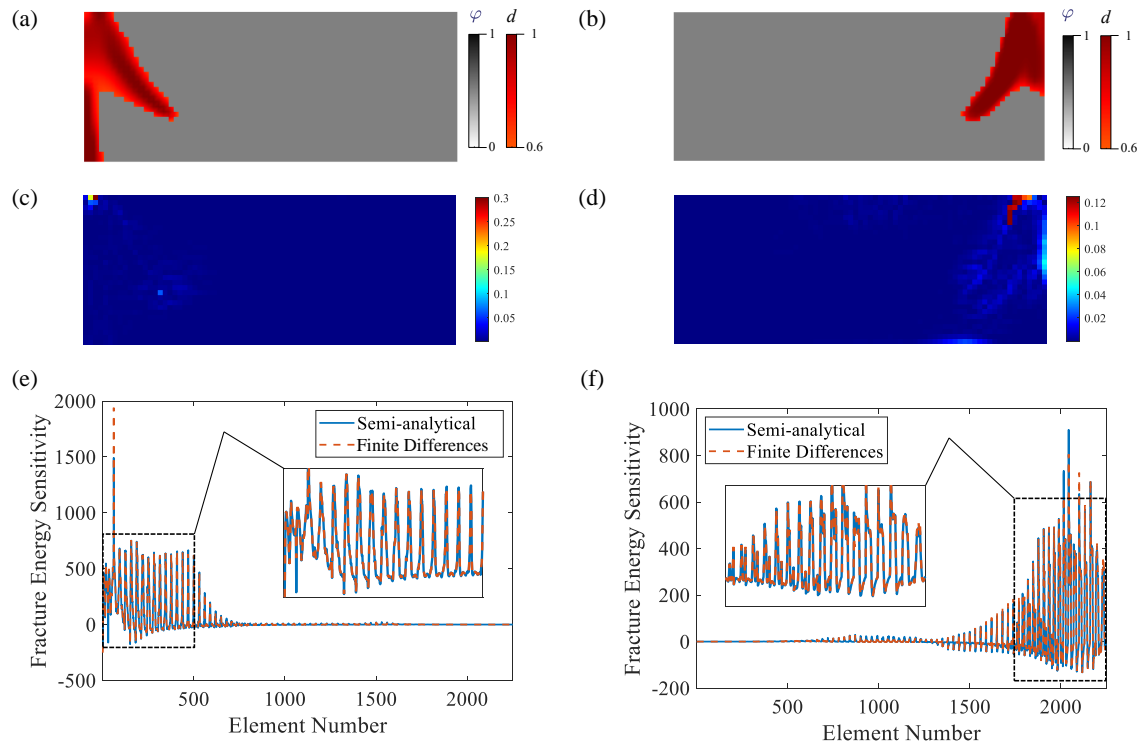 (a)
φ
d
1
1
0
0.6
(b)
φ
d
1
1
0
0.6
(c)
0.3
0.25
0.2
0.15
0.1
0.05
(d)
0.12
0.1
0.08
0.06
0.04
0.02
(e)
2000
1500
1000
500
0
-500
Fracture Energy Sensitivity
Semi-analytical
Finite Differences
500
1000
1500
2000
Element Number
(f)
1000
800
600
400
200
0
-200
Fracture Energy Sensitivity
Semi-analytical
Finite Differences
500
1000
1500
2000
Element Number